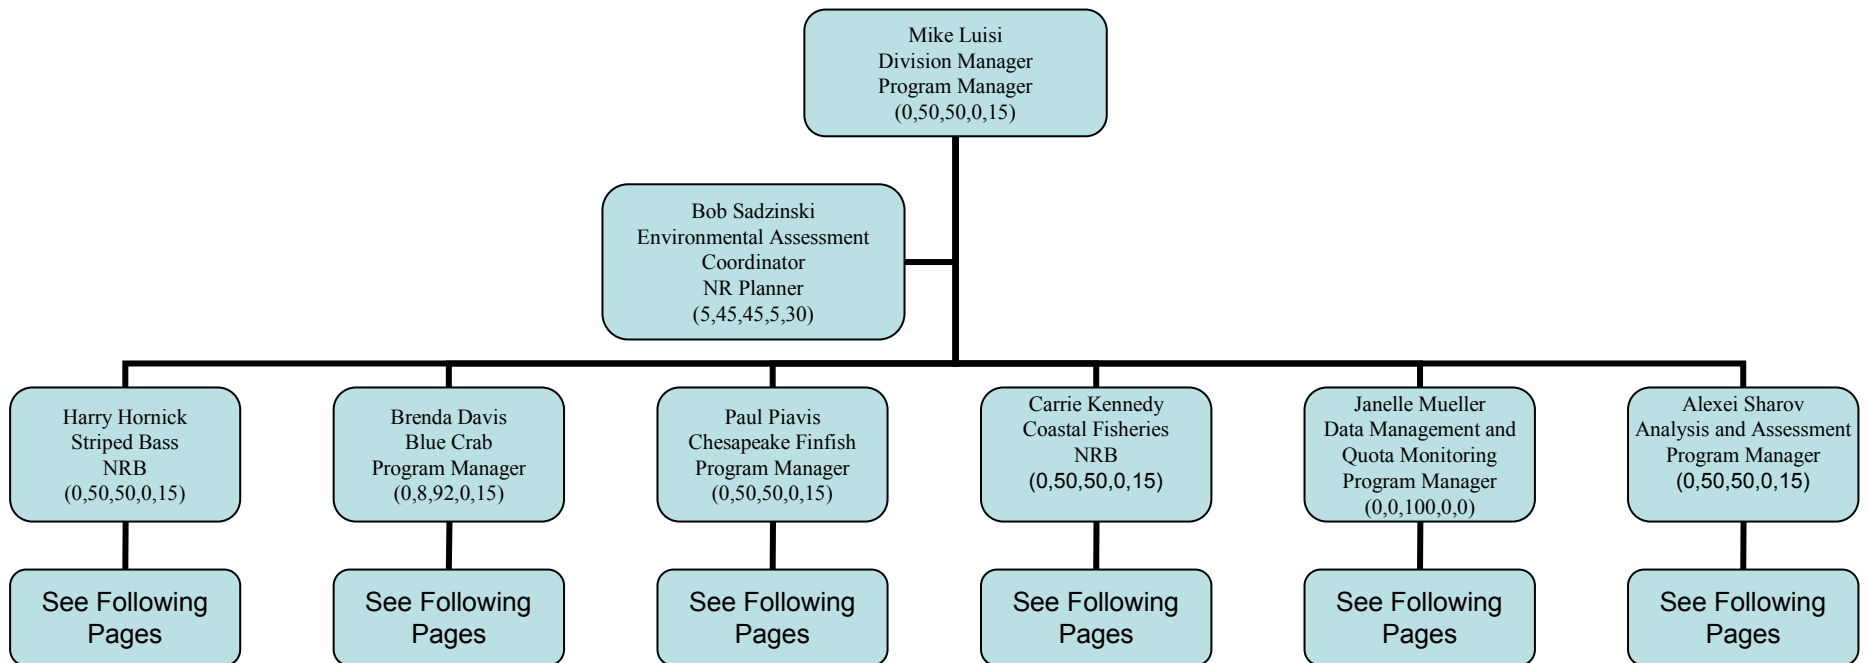 Mike Luisi
Division Manager
Program Manager
(0,50,50,0,15)
Bob Sadzinski
Environmental Assessment
Coordinator
NR Planner
(5,45,45,5,30)
Harry Hornick
Striped Bass
NRB
(0,50,50,0,15)
Brenda Davis
Blue Crab
Program Manager
(0,8,92,0,15)
Paul Piavis
Chesapeake Finfish
Program Manager
(0,50,50,0,15)
Carrie Kennedy
Coastal Fisheries
NRB
(0,50,50,0,15)
Janelle Mueller
Data Management and
Quota Monitoring
Program Manager
(0,0,100,0,0)
Alexei Sharov
Analysis and Assessment
Program Manager
(0,50,50,0,15)
See Following
Pages
See Following
Pages
See Following
Pages
See Following
Pages
See Following
Pages
See Following
Pages